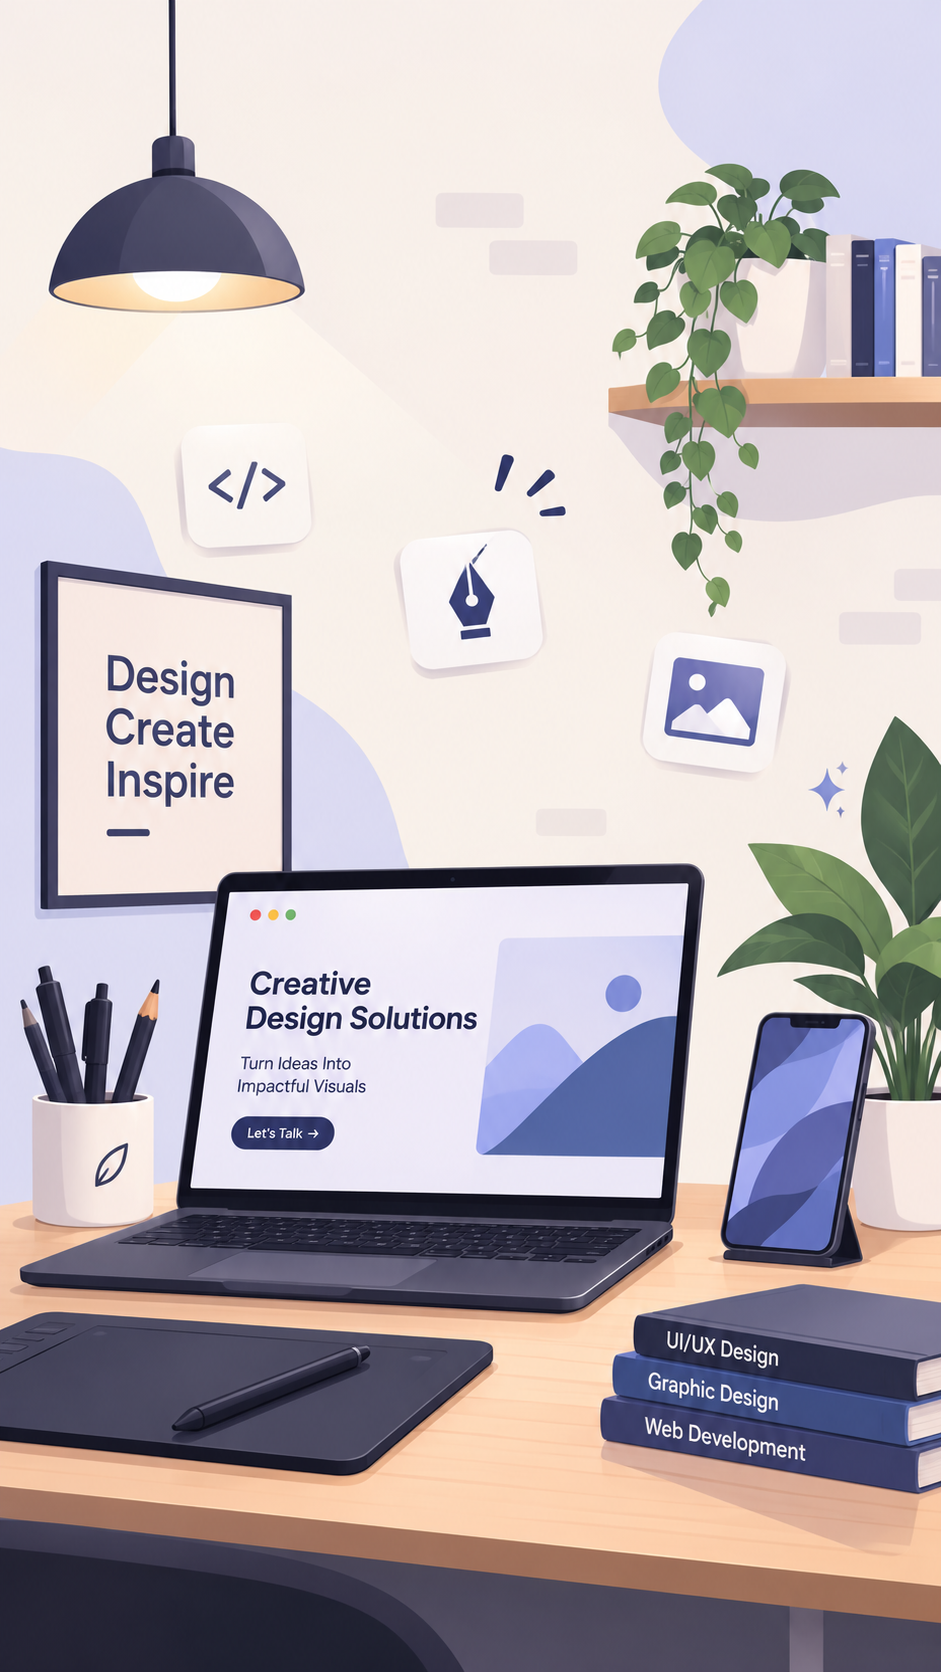 </>
Design
Create
Inspire
Creative
Design Solutions
Turn Ideas Into
Impactful Visuals
Let's Talk →
UI/UX Design
Graphic Design
Web Development